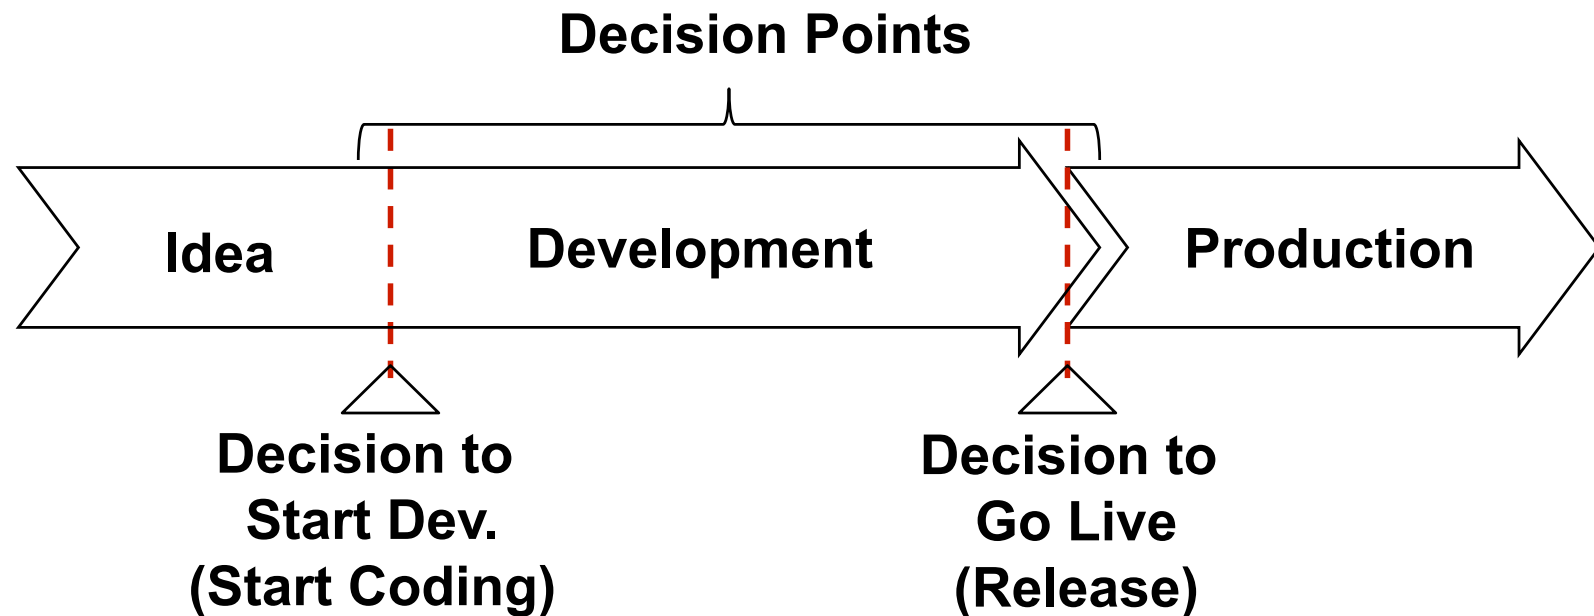 Decision Points
Idea
Development
Production
Decision to
Start Dev.
(Start Coding)
Decision to
Go Live
(Release)